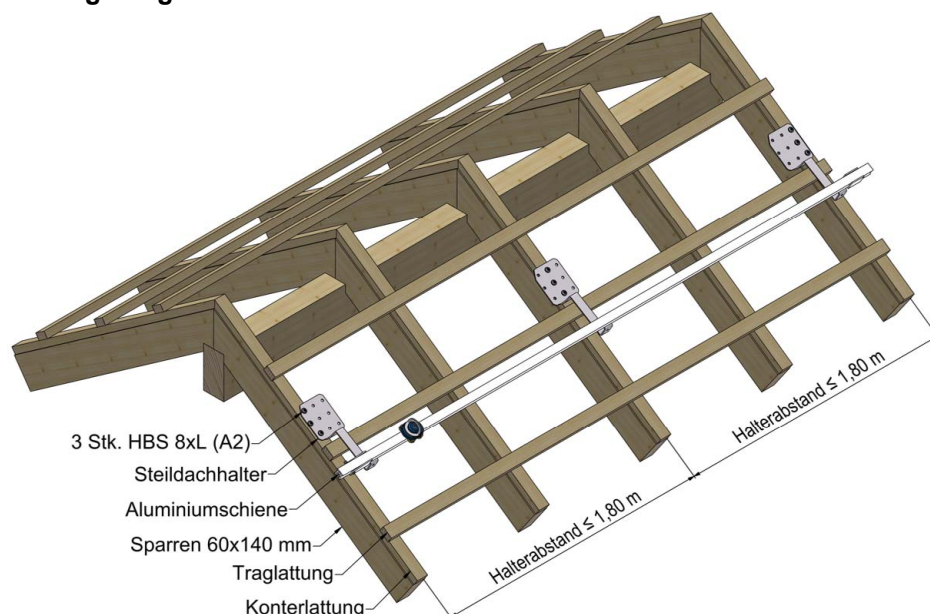 3 Stk. HBS 8xL (A2)
Steildachhalter
Aluminiumschiene
Sparren 60x140 mm
Traglattung
Konterlattung
Halterabstand ≤ 1,80 m
Halterabstand ≤ 1,80 m